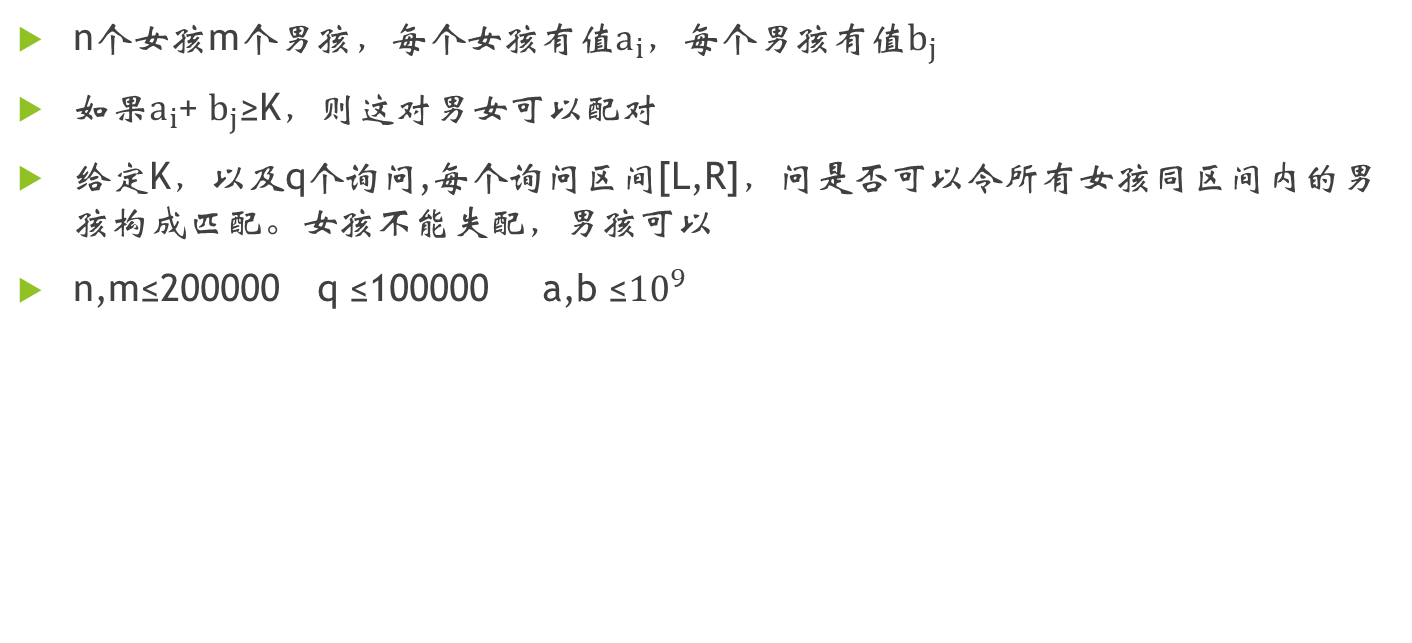 n个女孩m个男孩，每个女孩有值aᵢ，每个男孩有值bⱼ
如果aᵢ+ bⱼ≥K，则这对男女可以配对
给定K，以及q个询问,每个询问区间[L,R]，问是否可以令所有女孩同区间内的男
孩构成匹配。女孩不能失配，男孩可以
n,m≤200000 q ≤100000 a,b ≤10⁹